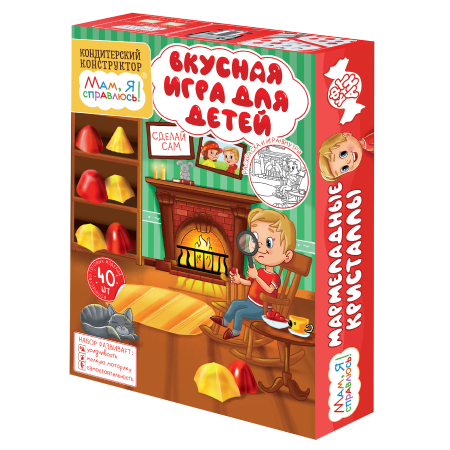 КОНДИТЕРСКИЙ
КОНСТРУКТОР
Мам, Я
справлюсь!
ВКУСНАЯ
ИГРА ДЛЯ
ДЕТЕЙ
СДЕЛАЙ
САМ
40
ШТ
НАБОР РАЗВИВАЕТ:
усидчивость
мелкую моторику
самостоятельность
МАРМЕЛАДНЫЕ
КРИСТАЛЛЫ
Мам, Я
справлюсь!